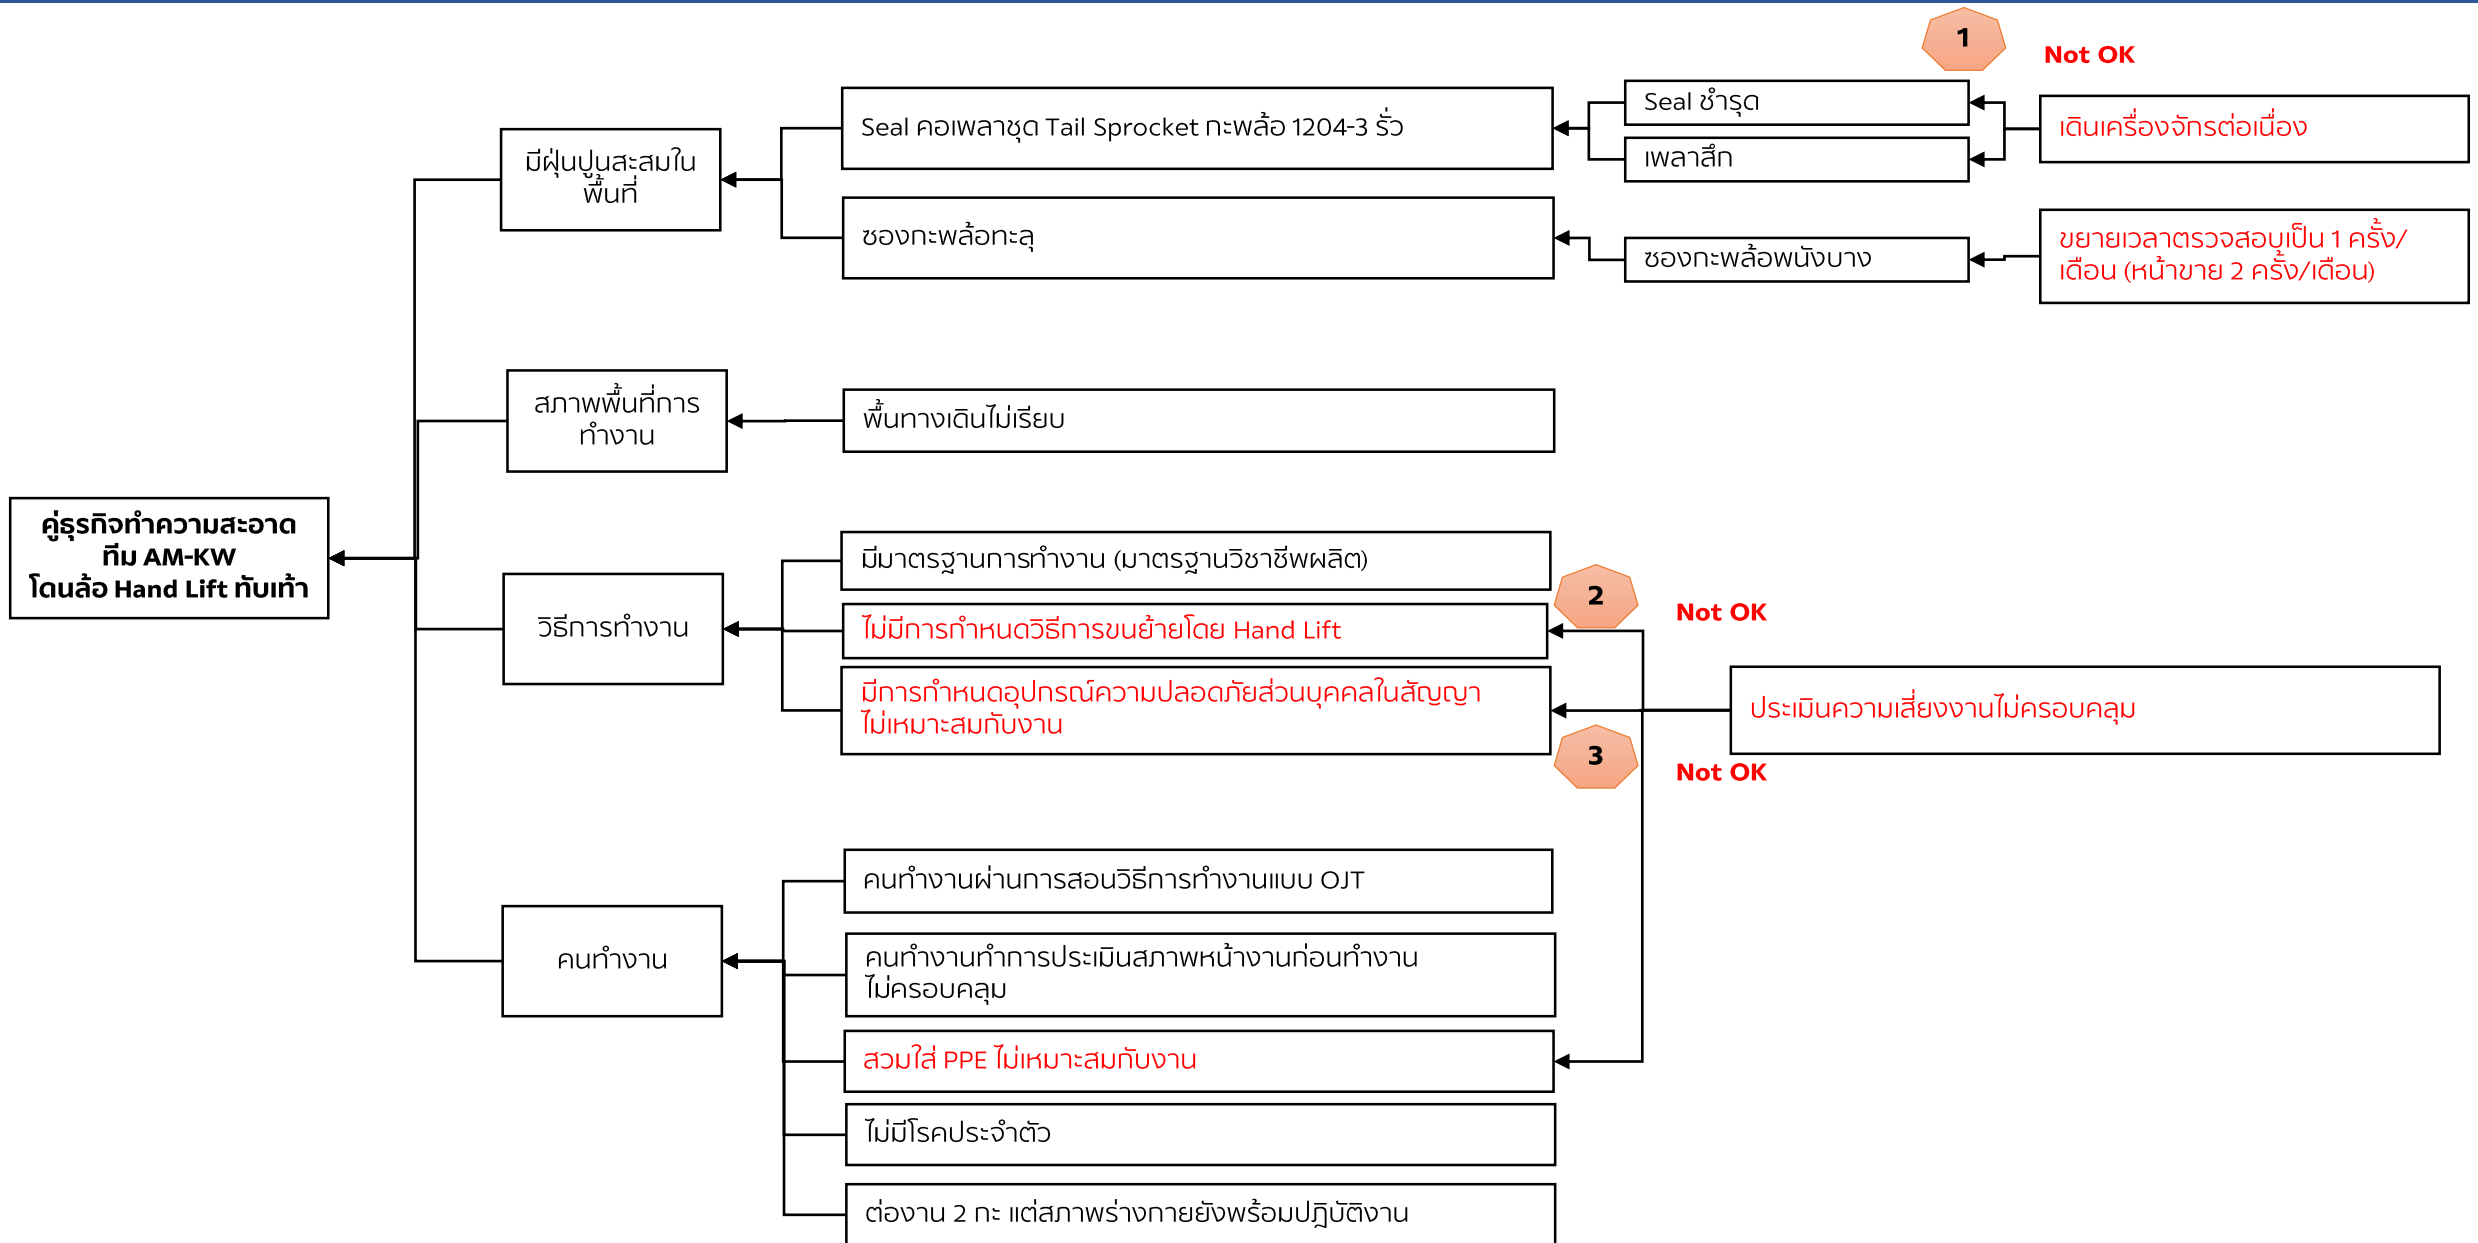 1
Not OK
Seal คอเพลาชุด Tail Sprocket กะพล้อ 1204-3 รั่ว
Seal ชำรุด
เพลาสึก
เดินเครื่องจักรต่อเนื่อง
มีฝุ่นปูนสะสมใน
พื้นที่
ซองกะพล้อทะลุ
ซองกะพล้อพนังบาง
ขยายเวลาตรวจสอบเป็น 1 ครั้ง/
เดือน (หน้าขาย 2 ครั้ง/เดือน)
สภาพพื้นที่การ
ทำงาน
พื้นทางเดินไม่เรียบ
คู่ธุรกิจทำความสะอาด
ทีม AM-KW
โดนล้อ Hand Lift ทับเท้า
วิธีการทำงาน
มีมาตรฐานการทำงาน (มาตรฐานวิชาชีพผลิต)
2
Not OK
ไม่มีการกำหนดวิธีการขนย้ายโดย Hand Lift
มีการกำหนดอุปกรณ์ความปลอดภัยส่วนบุคคลในสัญญา
ไม่เหมาะสมกับงาน
ประเมินความเสี่ยงงานไม่ครอบคลุม
3
Not OK
คนทำงาน
คนทำงานผ่านการสอนวิธีการทำงานแบบ OJT
คนทำงานทำการประเมินสภาพหน้างานก่อนทำงาน
ไม่ครอบคลุม
สวมใส่ PPE ไม่เหมาะสมกับงาน
ไม่มีโรคประจำตัว
ต่องาน 2 กะ แต่สภาพร่างกายยังพร้อมปฎิบัติงาน